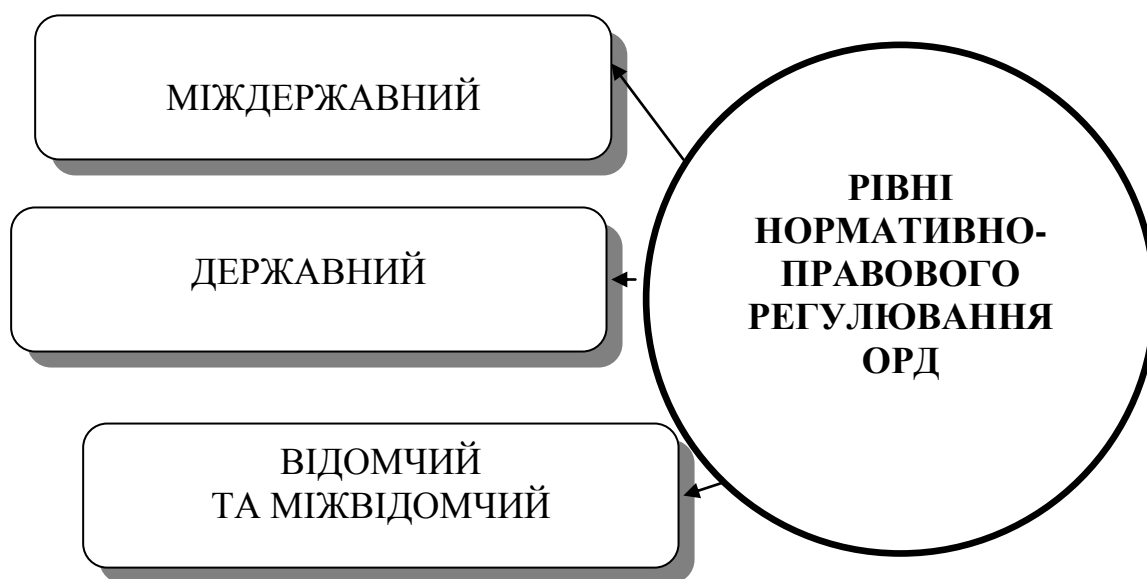 МІЖДЕРЖАВНИЙ
ДЕРЖАВНИЙ
ВІДОМЧИЙ
ТА МІЖВІДОМЧИЙ
РІВНІ
НОРМАТИВНО-
ПРАВОВОГО
РЕГУЛЮВАННЯ
ОРД